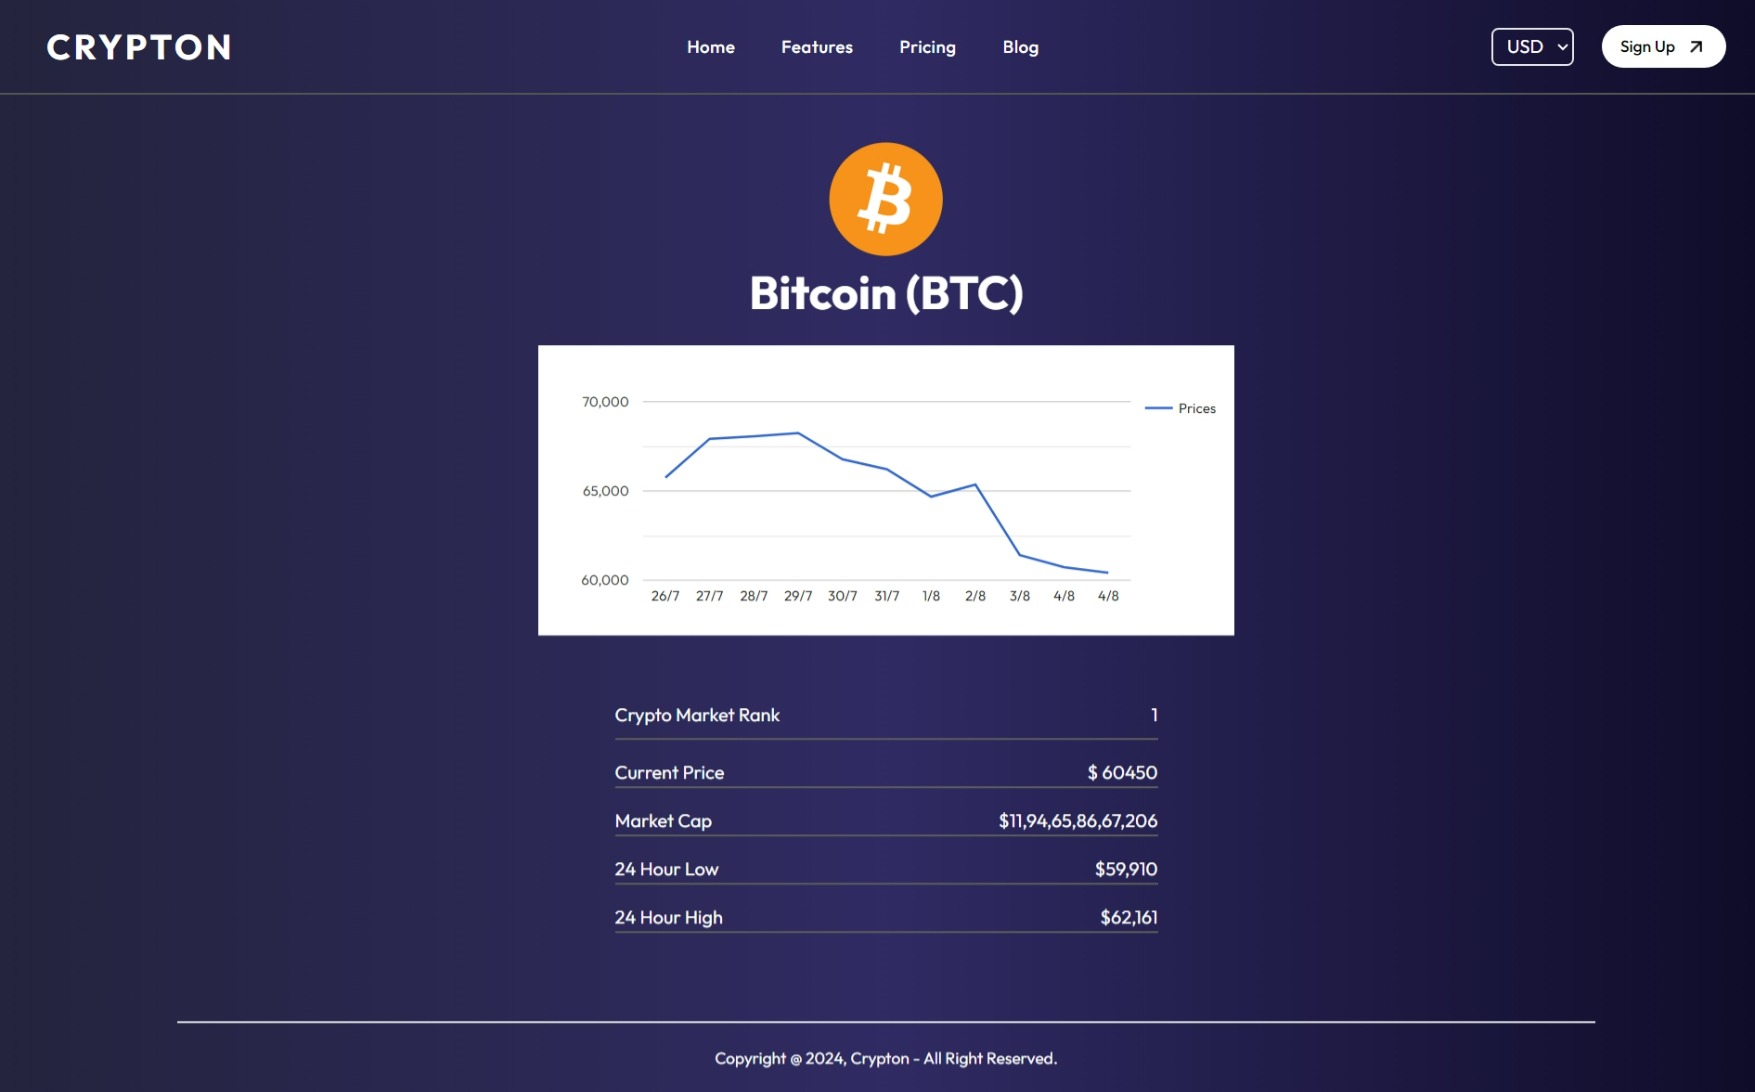 CRYPTON
Home Features Pricing Blog
USD
Sign Up
Bitcoin (BTC)
70,000
Prices
65,000
60,000
26/7 27/7 28/7 29/7 30/7 31/7 1/8 2/8 3/8 4/8 4/8
Crypto Market Rank 1
Current Price $ 60450
Market Cap $11,94,65,86,67,206
24 Hour Low $59,910
24 Hour High $62,161
Copyright @ 2024, Crypton - All Right Reserved.